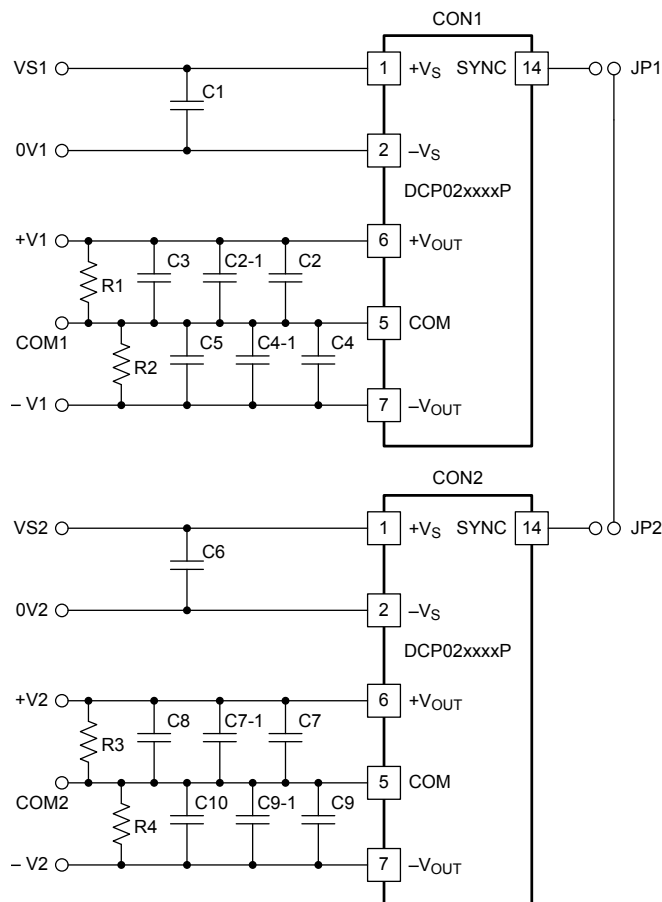 CON1
VS1
1
+VS
SYNC
14
JP1
C1
0V1
2
–VS
DCP02xxxxP
+V1
6
+VOUT
R1
C3
C2-1
C2
COM1
5
COM
R2
C5
C4-1
C4
– V1
7
–VOUT
CON2
VS2
1
+VS
SYNC
14
JP2
C6
0V2
2
–VS
DCP02xxxxP
+V2
6
+VOUT
R3
C8
C7-1
C7
COM2
5
COM
R4
C10
C9-1
C9
– V2
7
–VOUT